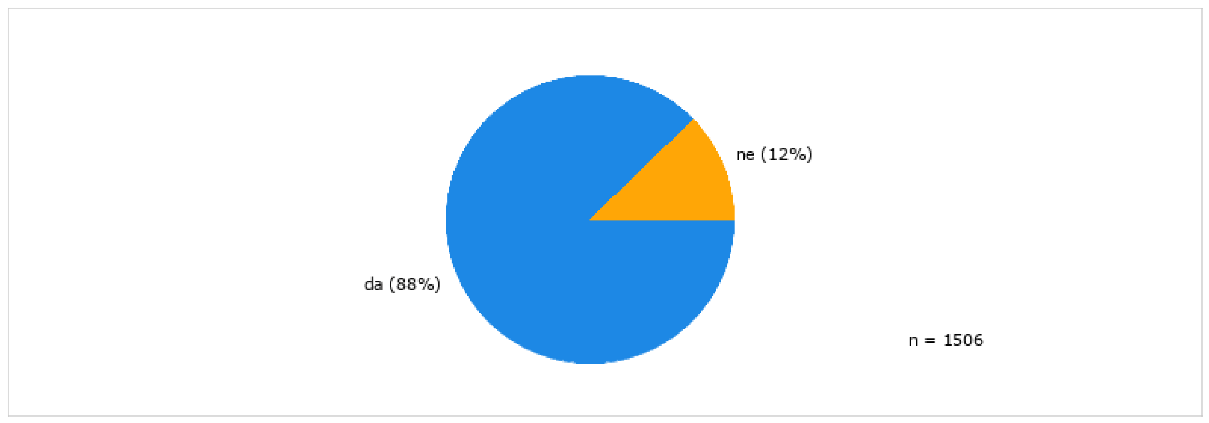 ne (12%)
da (88%)
n = 1506